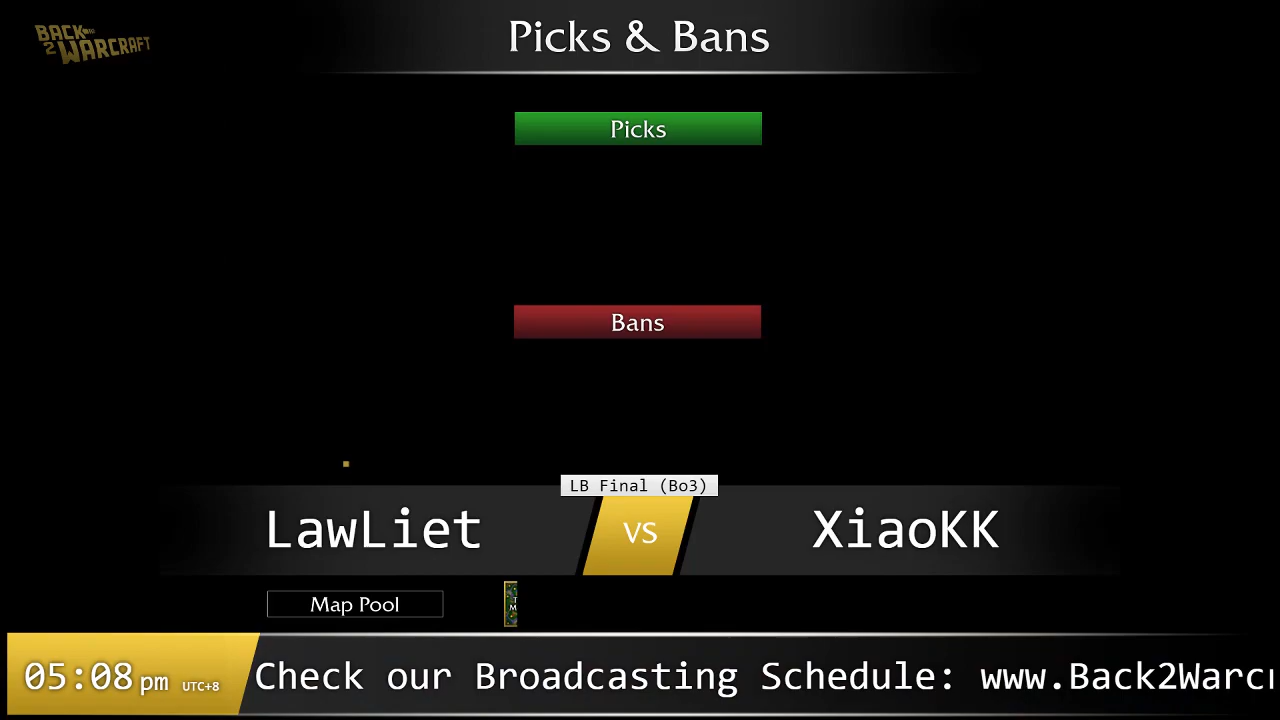 BACK
2 WARCRAFT
Picks & Bans
Picks
Bans
LB Final (Bo3)
LawLiet
VS
XiaoKK
Map Pool
05:08 pm UTC+8
Check our Broadcasting Schedule: www.Back2Warc